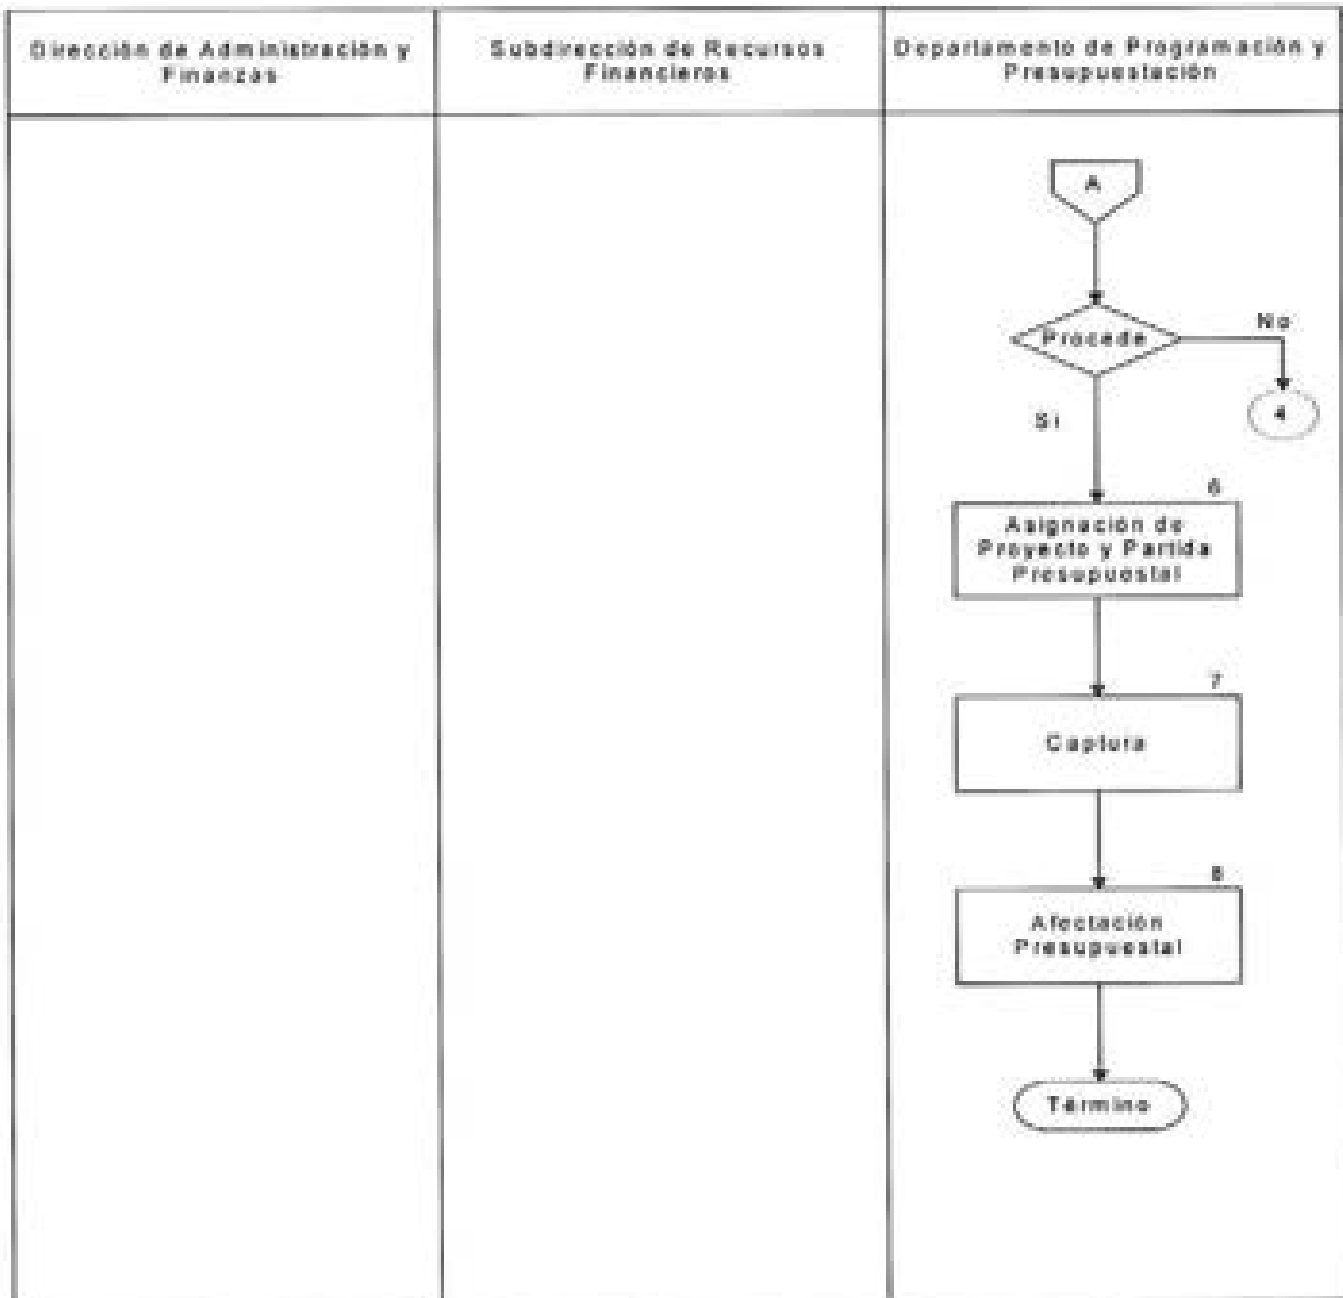 Dirección de Administración y
Finanzas
Subdirección de Recursos
Financieros
Departamento de Programación y
Presupuestación
A
Procede
No
4
Si
6
Asignación de
Proyecto y Partida
Presupuestal
7
Captura
8
Afectación
Presupuestal
Término